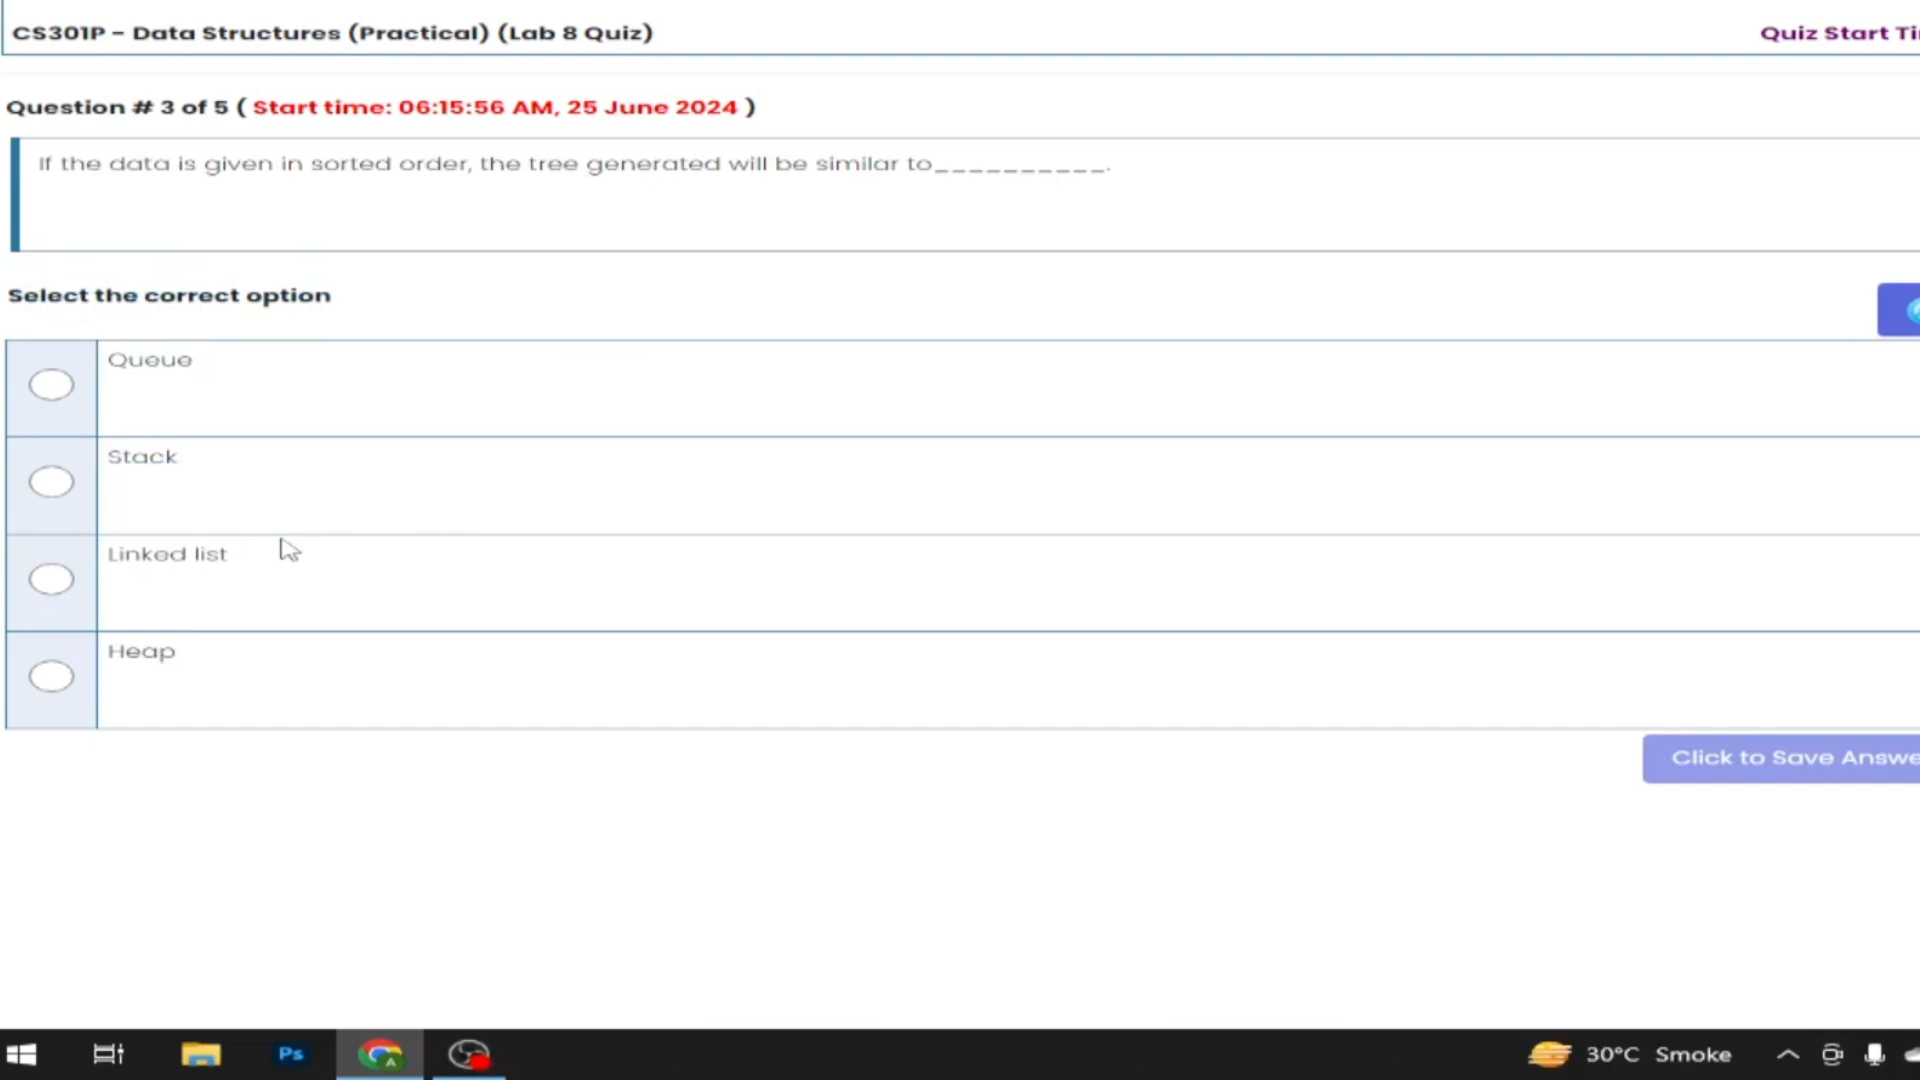 CS301P - Data Structures (Practical) (Lab 8 Quiz)
Quiz Start Ti
Question # 3 of 5 ( Start time: 06:15:56 AM, 25 June 2024 )
If the data is given in sorted order, the tree generated will be similar to__________.
Select the correct option
Queue
Stack
Linked list
Heap
Click to Save Answe
Ps
A
30°C Smoke